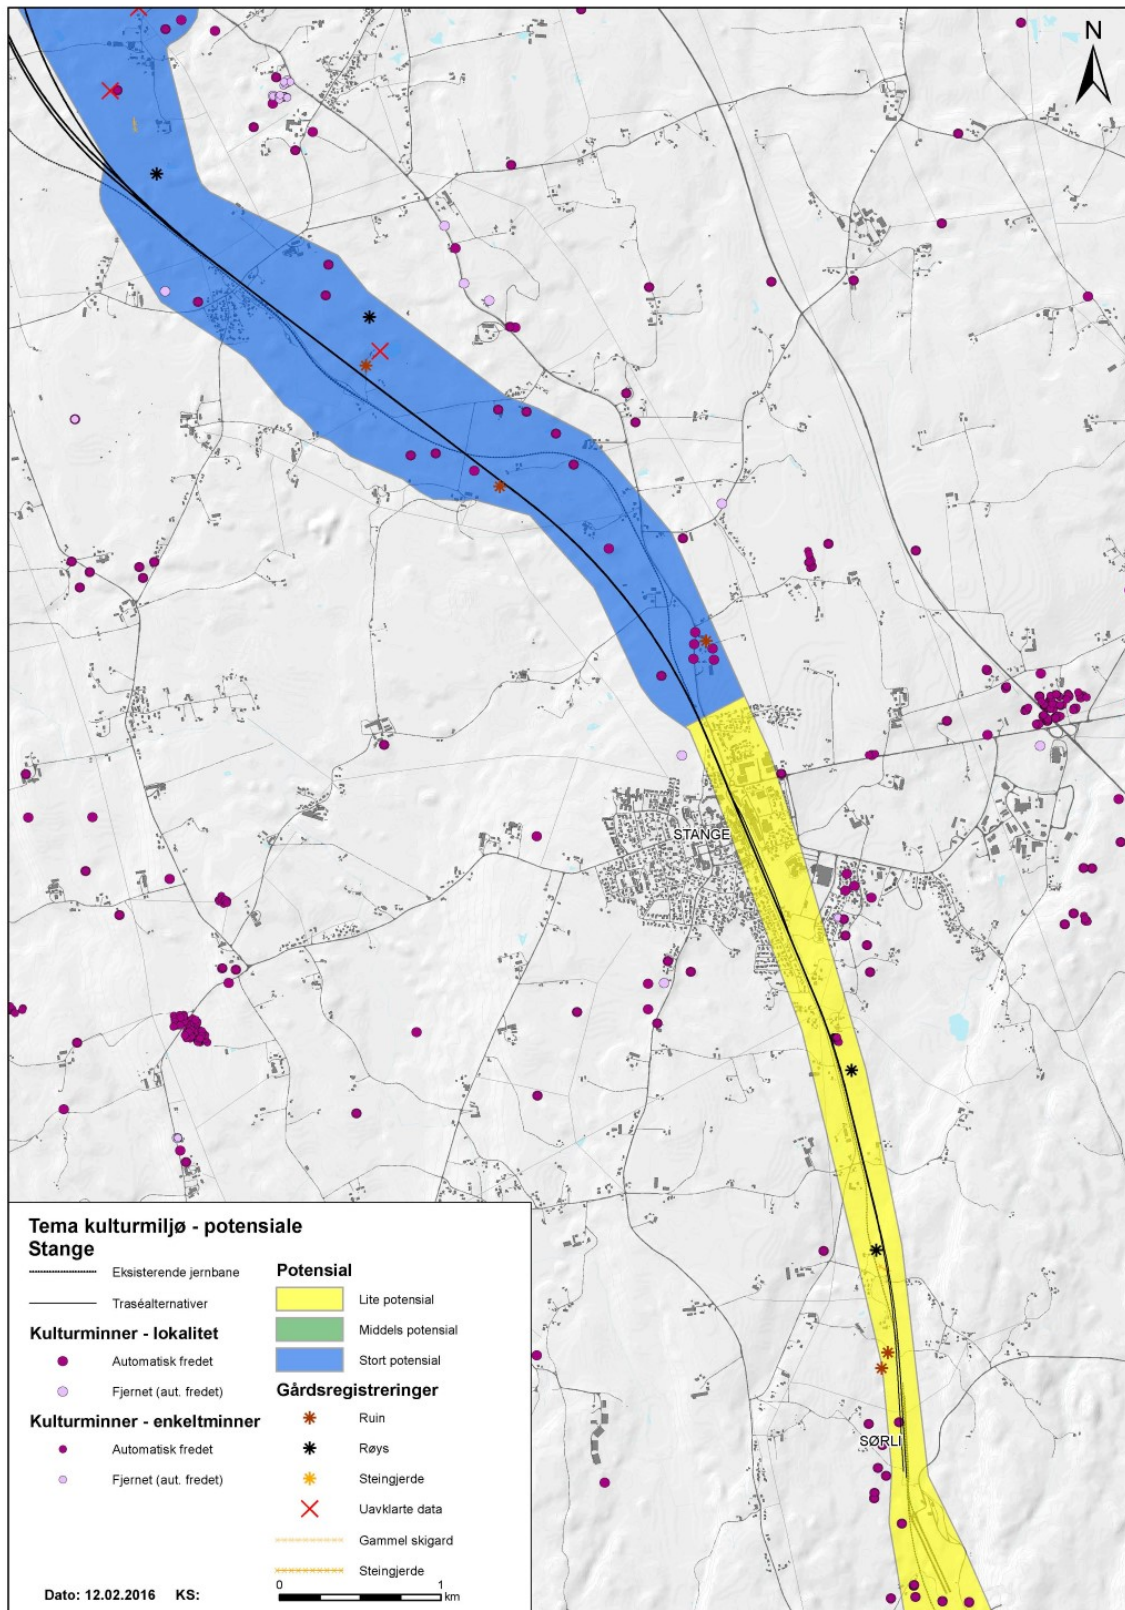 N
STANGE
SØRLI
Tema kulturmiljø - potensiale
Stange
Eksisterende jernbane
Traséalternativer
Kulturminner - lokalitet
Automatisk fredet
Fjernet (aut. fredet)
Kulturminner - enkeltminner
Automatisk fredet
Fjernet (aut. fredet)
Potensial
Lite potensial
Middels potensial
Stort potensial
Gårdsregistreringer
Ruin
Røys
Steingjerde
Uavklarte data
Gammel skigard
Steingjerde
0 1
km
Dato: 12.02.2016 KS: